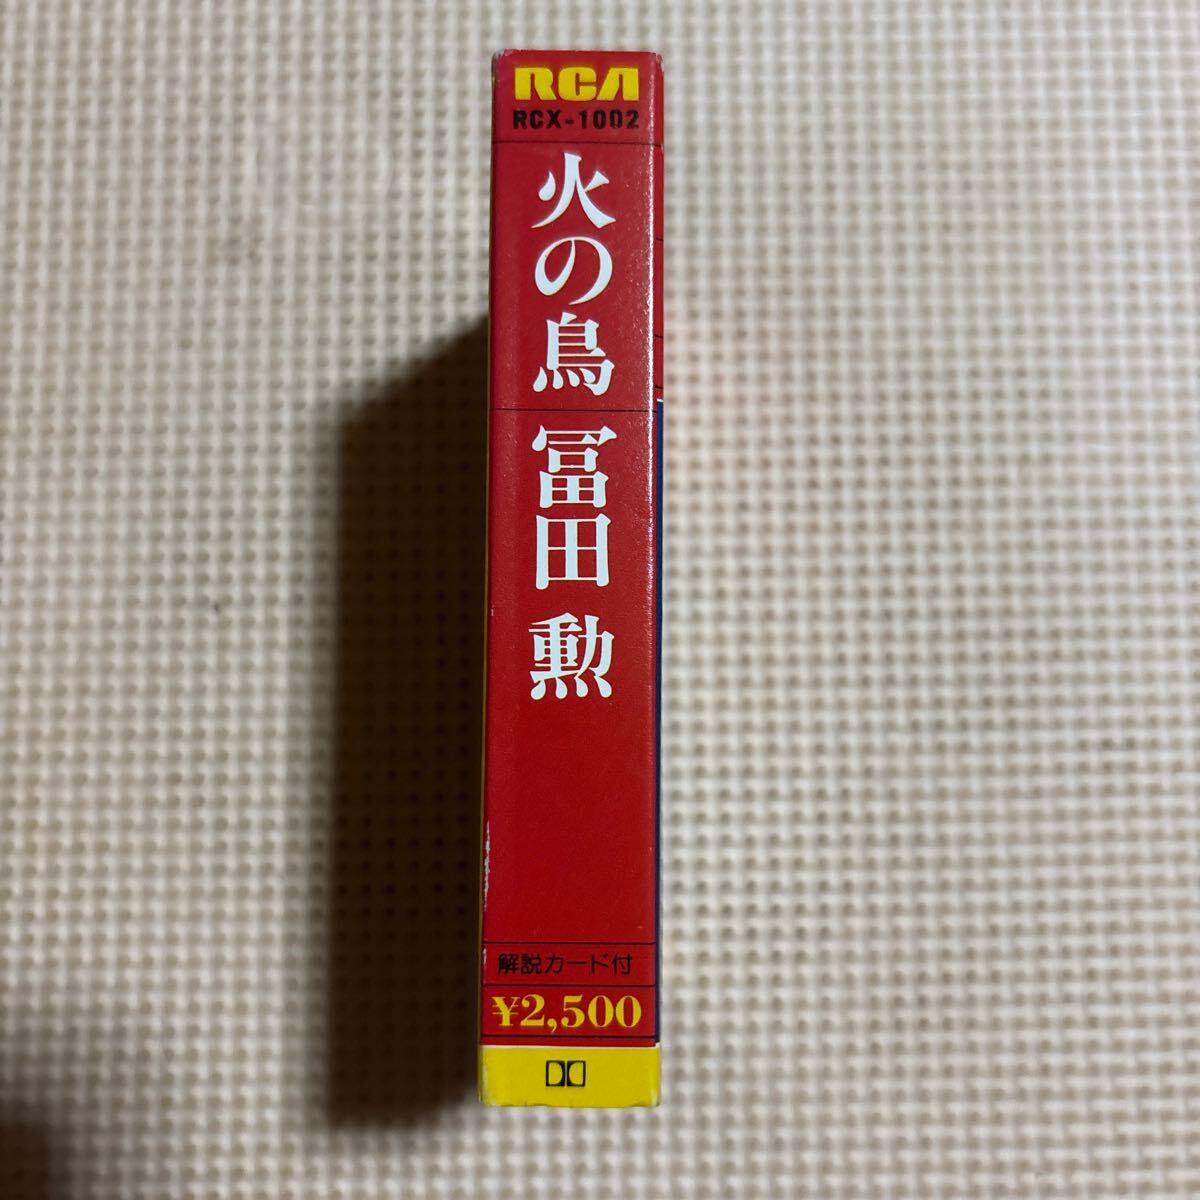 RCA
RCX-1002
火の鳥
冨田 勲
解説カード付
¥2,500